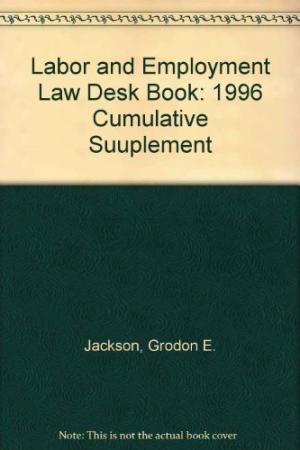 Labor and Employment
Law Desk Book: 1996
Cumulative
Suuplement
Jackson, Grodon E.
Note: This is not the actual book cover